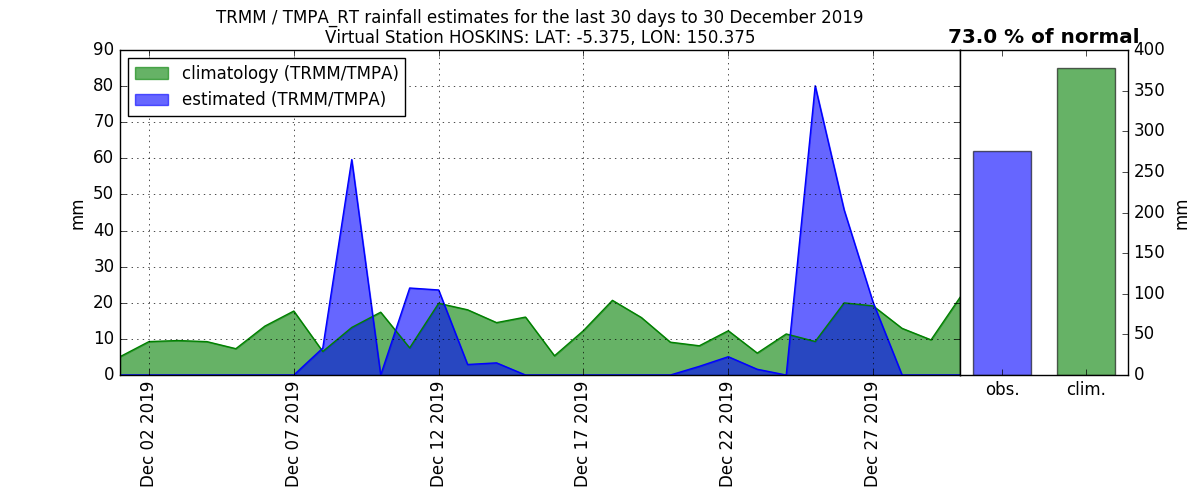 TRMM / TMPA_RT rainfall estimates for the last 30 days to 30 December 2019
Virtual Station HOSKINS: LAT: -5.375, LON: 150.375
73.0 % of normal
climatology (TRMM/TMPA)
estimated (TRMM/TMPA)
90
80
70
60
50
40
30
20
10
0
mm
Dec 02 2019
Dec 07 2019
Dec 12 2019
Dec 17 2019
Dec 22 2019
Dec 27 2019
400
350
300
250
200
150
100
50
0
mm
obs.
clim.